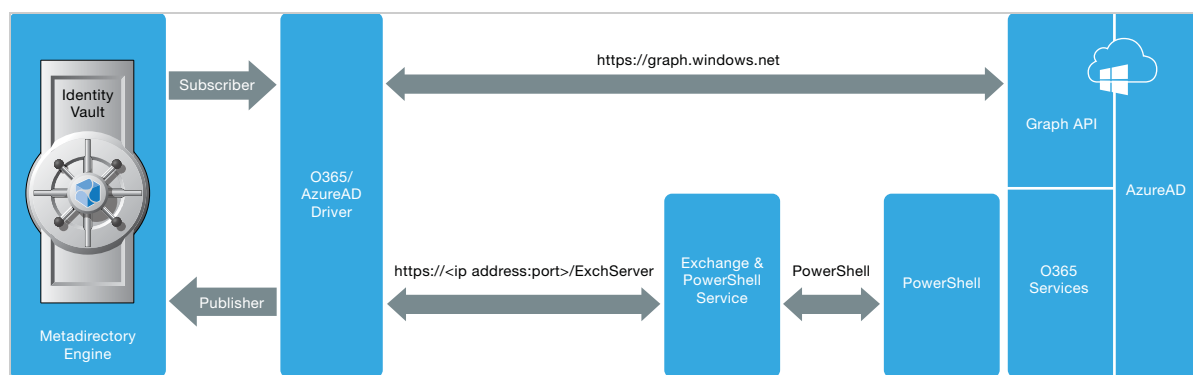 Identity
Vault
Metadirectory
Engine
Subscriber
Publisher
O365/
AzureAD
Driver
https://graph.windows.net
https://<ip address:port>/ExchServer
Exchange &
PowerShell
Service
PowerShell
PowerShell
Graph API
O365
Services
AzureAD